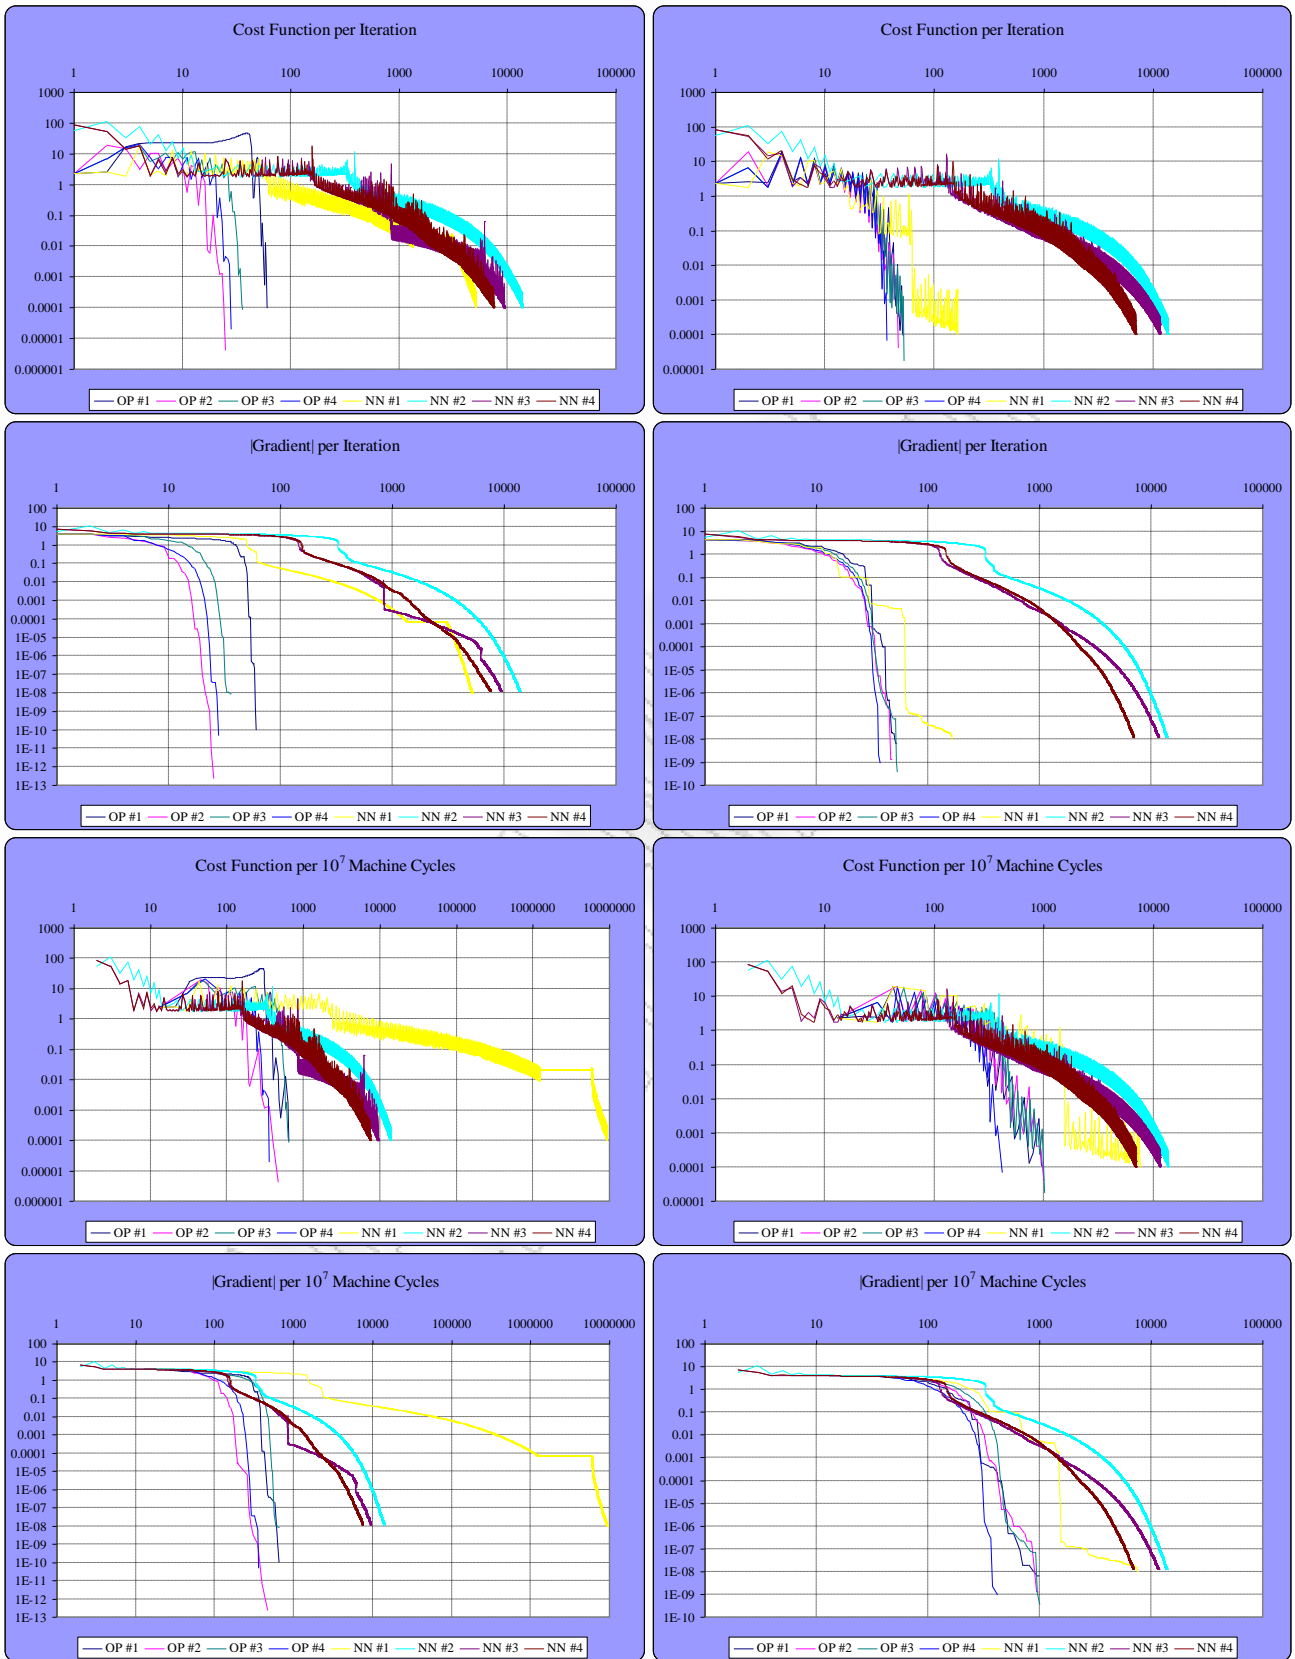 Cost Function per Iteration
1 10 100 1000 10000 100000
1000
100
10
1
0.1
0.01
0.001
0.0001
0.00001
0.000001
OP #1 OP #2 OP #3 OP #4 NN #1 NN #2 NN #3 NN #4
Cost Function per Iteration
1 10 100 1000 10000 100000
1000
100
10
1
0.1
0.01
0.001
0.0001
0.00001
OP #1 OP #2 OP #3 OP #4 NN #1 NN #2 NN #3 NN #4
|Gradient| per Iteration
1 10 100 1000 10000 100000
100
10
1
0.1
0.01
0.001
0.0001
1E-05
1E-06
1E-07
1E-08
1E-09
1E-10
1E-11
1E-12
1E-13
OP #1 OP #2 OP #3 OP #4 NN #1 NN #2 NN #3 NN #4
|Gradient| per Iteration
1 10 100 1000 10000 100000
100
10
1
0.1
0.01
0.001
0.0001
1E-05
1E-06
1E-07
1E-08
1E-09
1E-10
OP #1 OP #2 OP #3 OP #4 NN #1 NN #2 NN #3 NN #4
Cost Function per 10⁷ Machine Cycles
1 10 100 1000 10000 100000 1000000 10000000
1000
100
10
1
0.1
0.01
0.001
0.0001
0.00001
0.000001
OP #1 OP #2 OP #3 OP #4 NN #1 NN #2 NN #3 NN #4
Cost Function per 10⁷ Machine Cycles
1 10 100 1000 10000 100000
1000
100
10
1
0.1
0.01
0.001
0.0001
0.00001
OP #1 OP #2 OP #3 OP #4 NN #1 NN #2 NN #3 NN #4
|Gradient| per 10⁷ Machine Cycles
1 10 100 1000 10000 100000 1000000 10000000
100
10
1
0.1
0.01
0.001
0.0001
1E-05
1E-06
1E-07
1E-08
1E-09
1E-10
1E-11
1E-12
1E-13
OP #1 OP #2 OP #3 OP #4 NN #1 NN #2 NN #3 NN #4
|Gradient| per 10⁷ Machine Cycles
1 10 100 1000 10000 100000
100
10
1
0.1
0.01
0.001
0.0001
1E-05
1E-06
1E-07
1E-08
1E-09
1E-10
OP #1 OP #2 OP #3 OP #4 NN #1 NN #2 NN #3 NN #4